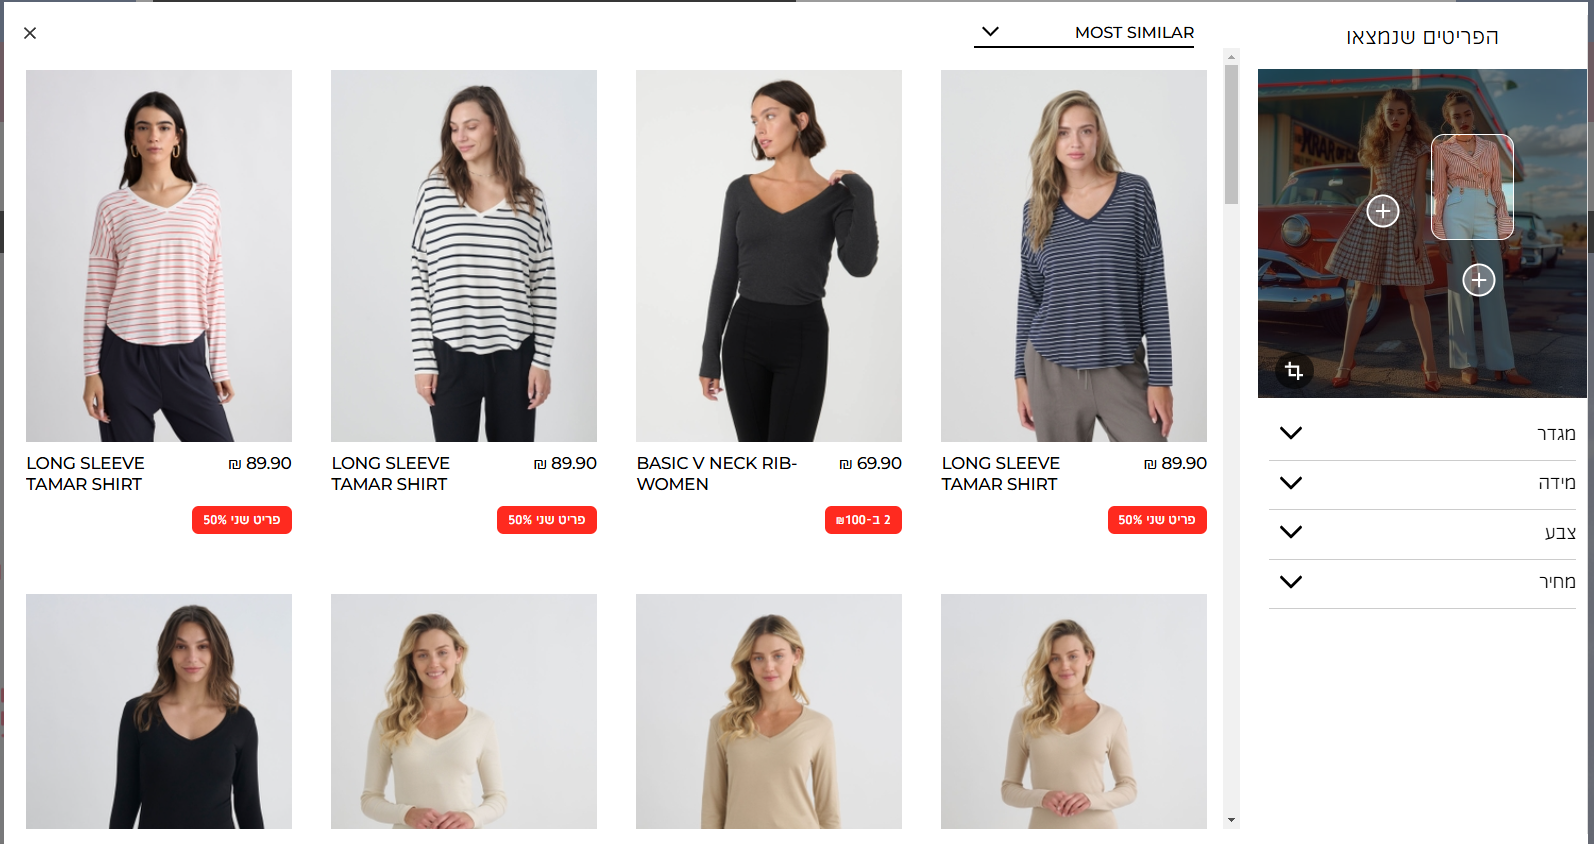 MOST SIMILAR
הפריטים שנמצאו
LONG SLEEVE
TAMAR SHIRT
₪ 89.90
פריט שני 50%
LONG SLEEVE
TAMAR SHIRT
₪ 89.90
פריט שני 50%
BASIC V NECK RIB-
WOMEN
₪ 69.90
2 ב-100₪
LONG SLEEVE
TAMAR SHIRT
₪ 89.90
פריט שני 50%
מגדר
מידה
צבע
מחיר